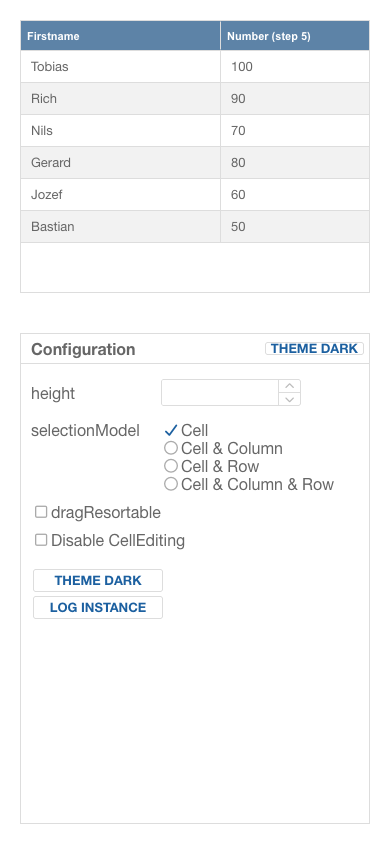 Firstname Number (step 5)
Tobias 100
Rich 90
Nils 70
Gerard 80
Jozef 60
Bastian 50
Configuration THEME DARK
height
selectionModel Cell
Cell & Column
Cell & Row
Cell & Column & Row
dragResortable
Disable CellEditing
THEME DARK
LOG INSTANCE